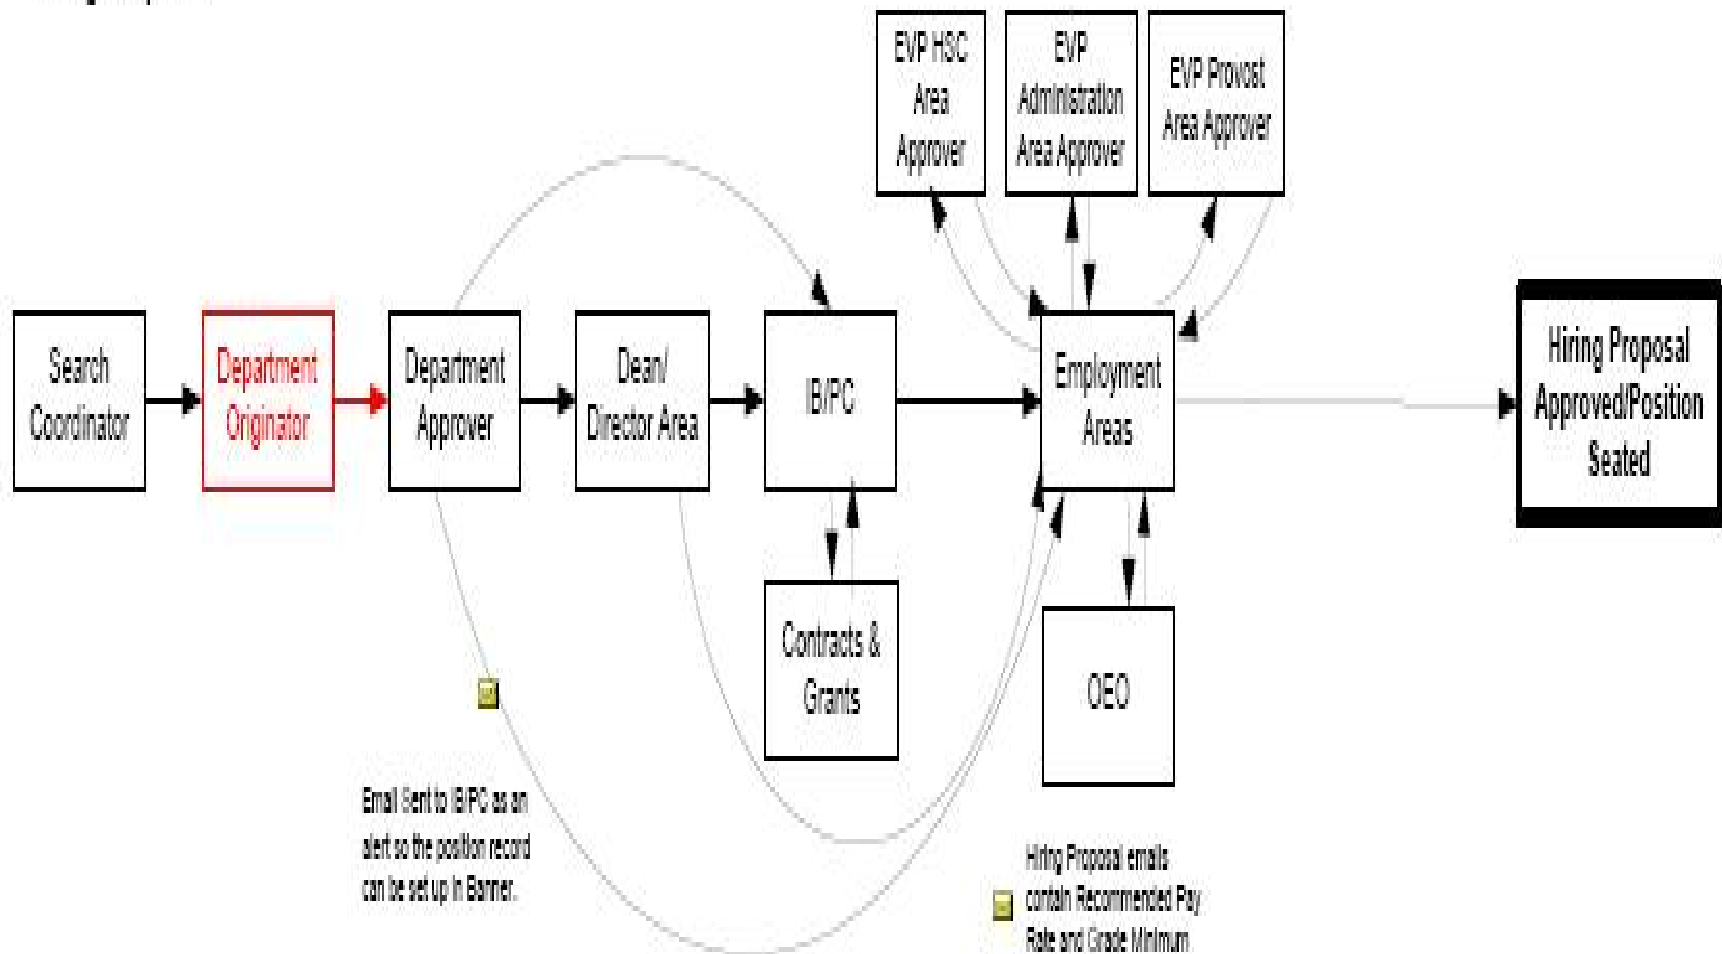 EVP HSC
Area
Approver
EVP
Administration
Area Approver
EVP Provost
Area Approver
Search
Coordinator
Department
Originator
Department
Approver
Dean/
Director Area
IB/PC
Employment
Areas
Hiring Proposal
Approved/Position
Seated
Contracts &
Grants
OEO
Email Sent to IB/PC as an
alert so the position record
can be set up in Banner.
Hiring Proposal emails
contain Recommended Pay
Rate and Grade Minimum